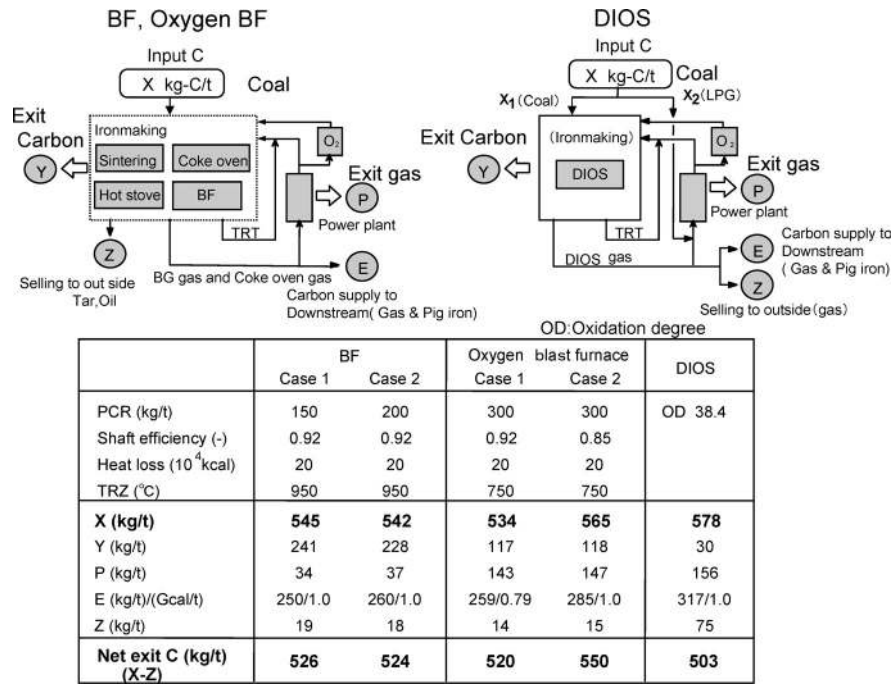 BF, Oxygen BF
Input C
X kg-C/t
Coal
Exit
Carbon
Y
Ironmaking
Sintering
Coke oven
Hot stove
BF
O2
Exit gas
P
Power plant
TRT
Z
Selling to out side
Tar,Oil
BG gas and Coke oven gas
E
Carbon supply to
Downstream( Gas & Pig iron)
DIOS
Input C
X kg-C/t
Coal
X1(Coal)
X2(LPG)
Exit Carbon
Y
(Ironmaking)
DIOS
O2
Exit gas
P
Power plant
TRT
DIOS gas
E
Carbon supply to
Downstream
( Gas & Pig iron)
Z
Selling to outside(gas)
OD:Oxidation degree
BF Oxygen blast furnace DIOS
Case 1 Case 2 Case 1 Case 2
PCR (kg/t) 150 200 300 300 OD 38.4
Shaft efficiency (-) 0.92 0.92 0.92 0.85
Heat loss (10^4kcal) 20 20 20 20
TRZ (℃) 950 950 750 750
X (kg/t) 545 542 534 565 578
Y (kg/t) 241 228 117 118 30
P (kg/t) 34 37 143 147 156
E (kg/t)/(Gcal/t) 250/1.0 260/1.0 259/0.79 285/1.0 317/1.0
Z (kg/t) 19 18 14 15 75
Net exit C (kg/t) 526 524 520 550 503
(X-Z)